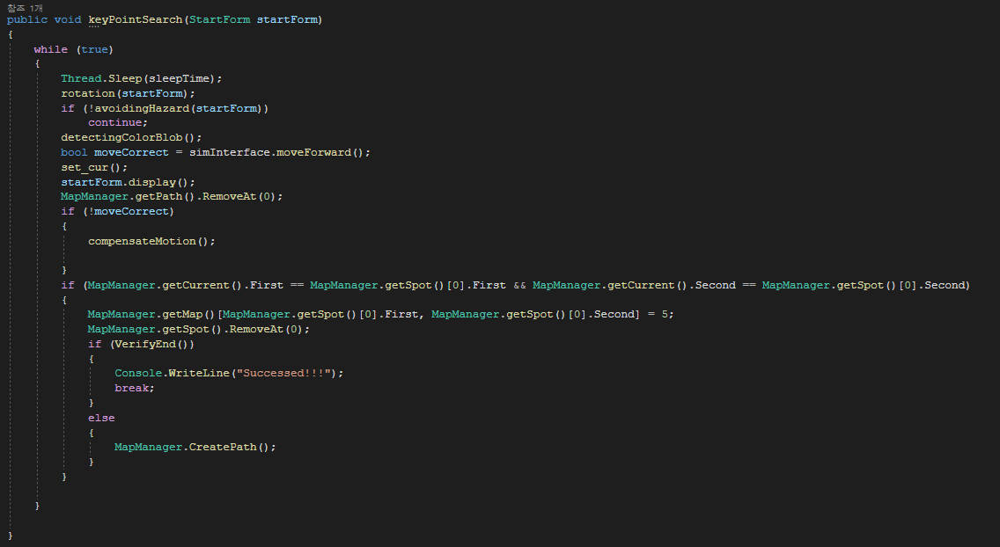 참조 1개
public void keyPointSearch(StartForm startForm)
{
    while (true)
    {
        Thread.Sleep(sleepTime);
        rotation(startForm);
        if (!avoidingHazard(startForm))
            continue;
        detectingColorBlob();
        bool moveCorrect = simInterface.moveForward();
        set_cur();
        startForm.display();
        MapManager.getPath().RemoveAt(0);
        if (!moveCorrect)
        {
            compensateMotion();
        }
        if (MapManager.getCurrent().First == MapManager.getSpot()[0].First && MapManager.getCurrent().Second == MapManager.getSpot()[0].Second)
        {
            MapManager.getMap()[MapManager.getSpot()[0].First, MapManager.getSpot()[0].Second] = 5;
            MapManager.getSpot().RemoveAt(0);
            if (VerifyEnd())
            {
                Console.WriteLine("Successed!!!");
                break;
            }
            else
            {
                MapManager.CreatePath();
            }
        }
    }
}